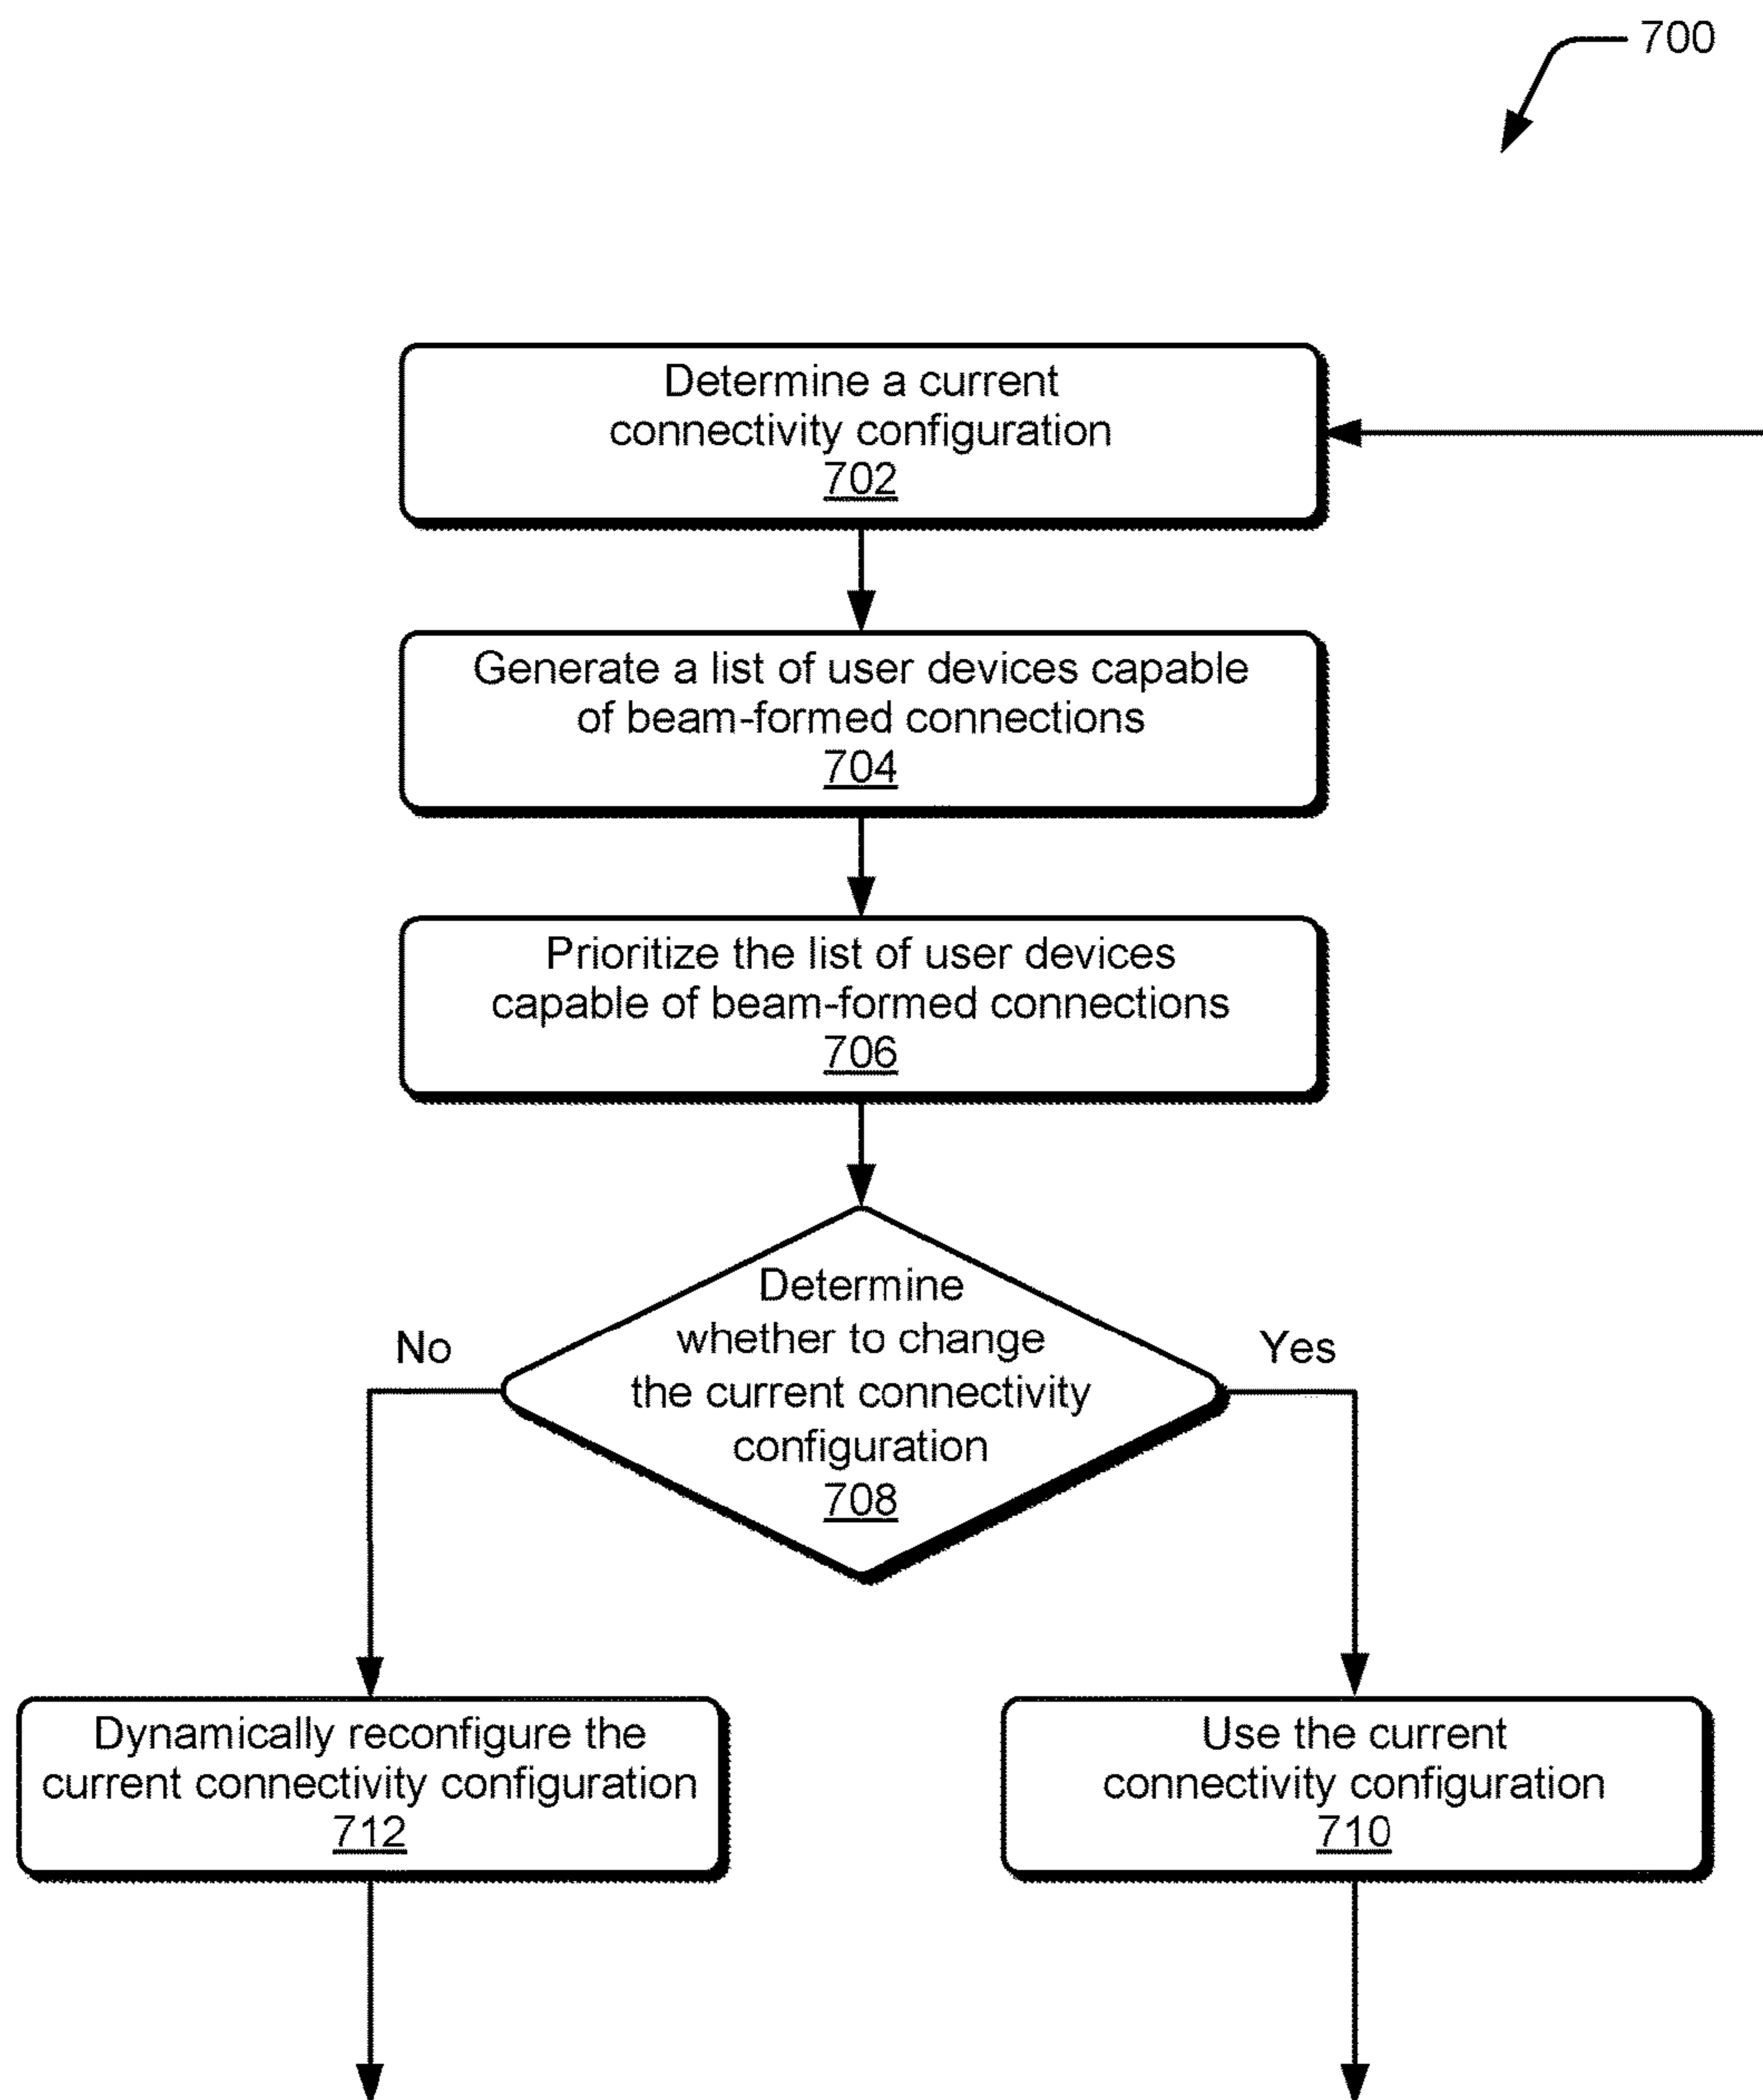 700
Determine a current
connectivity configuration
702
Generate a list of user devices capable
of beam-formed connections
704
Prioritize the list of user devices
capable of beam-formed connections
706
Determine
whether to change
the current connectivity
configuration
708
No
Yes
Dynamically reconfigure the
current connectivity configuration
712
Use the current
connectivity configuration
710